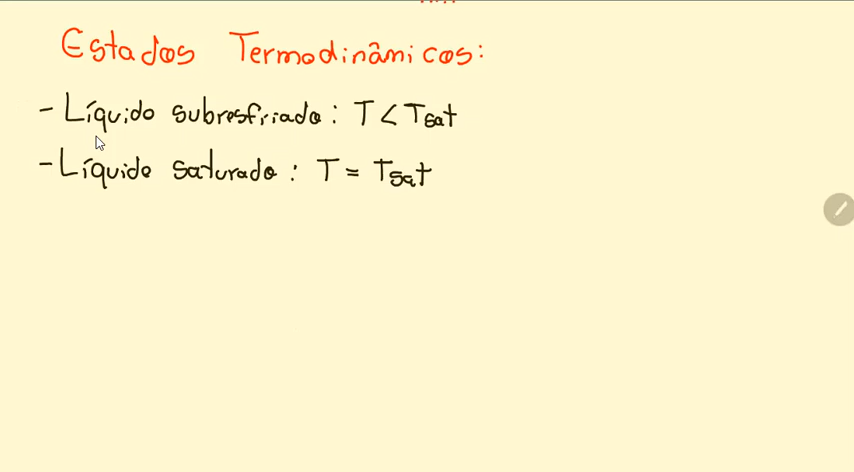 Estados Termodinâmicos:
- Líquido subresfriado: T < Tsat
- Líquido saturado: T = Tsat